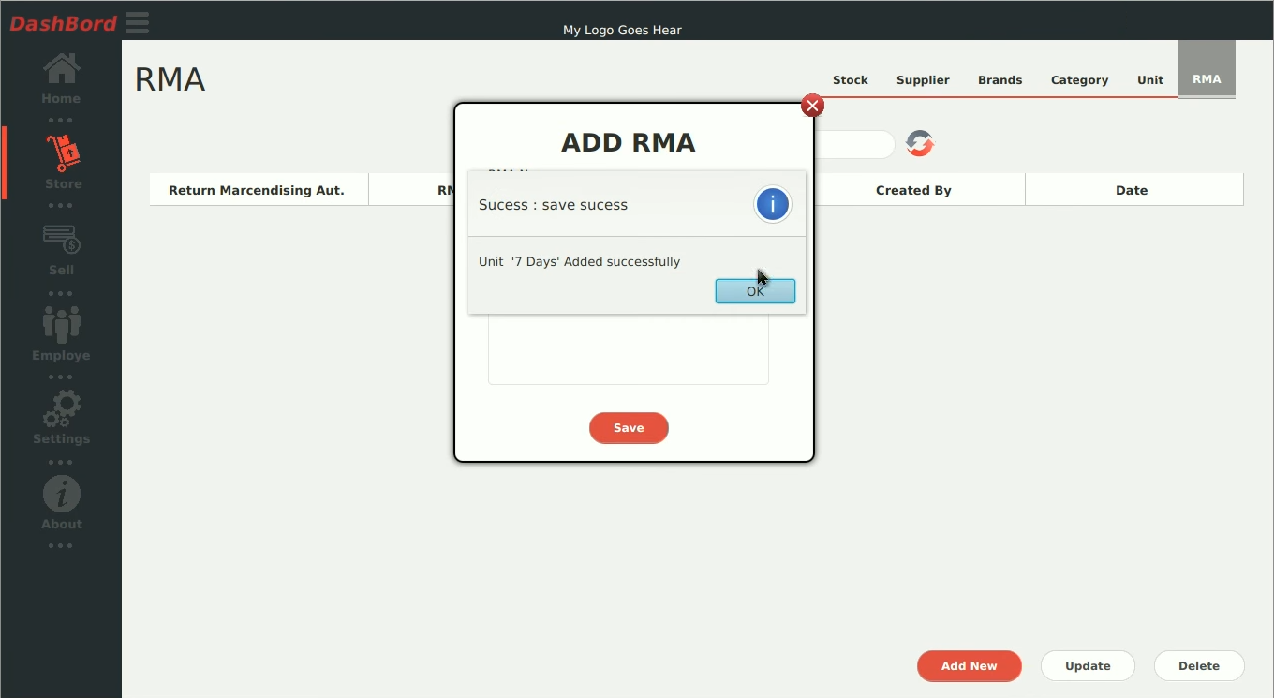 DashBord
My Logo Goes Hear
Home
Store
Sell
Employe
Settings
About
RMA
Stock Supplier Brands Category Unit RMA
Return Marcendising Aut. Created By Date
ADD RMA
Sucess : save sucess
Unit '7 Days' Added successfully
OK
Save
Add New Update Delete